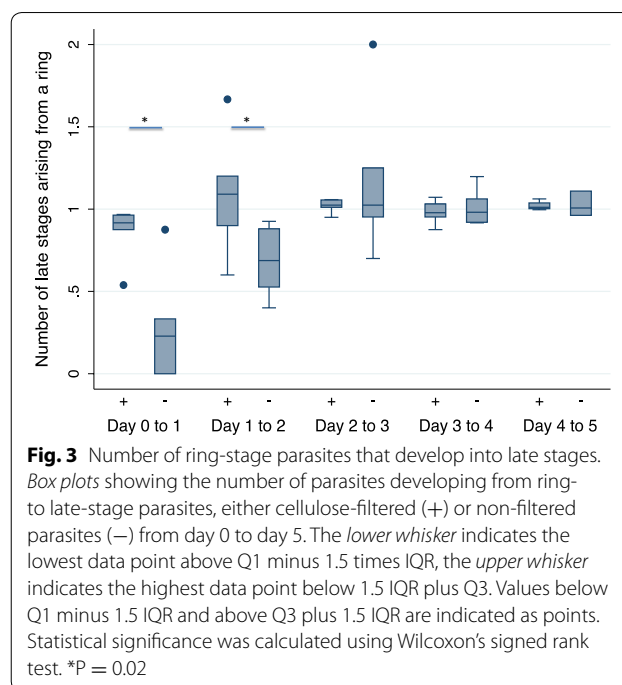 2
1.5
1
.5
0
Number of late stages arising from a ring
* *
+ - + - + - + - + -
Day 0 to 1 Day 1 to 2 Day 2 to 3 Day 3 to 4 Day 4 to 5
Fig. 3 Number of ring-stage parasites that develop into late stages.
Box plots showing the number of parasites developing from ring-
to late-stage parasites, either cellulose-filtered (+) or non-filtered
parasites (−) from day 0 to day 5. The lower whisker indicates the
lowest data point above Q1 minus 1.5 times IQR, the upper whisker
indicates the highest data point below 1.5 IQR plus Q3. Values below
Q1 minus 1.5 IQR and above Q3 plus 1.5 IQR are indicated as points.
Statistical significance was calculated using Wilcoxon's signed rank
test. *P = 0.02